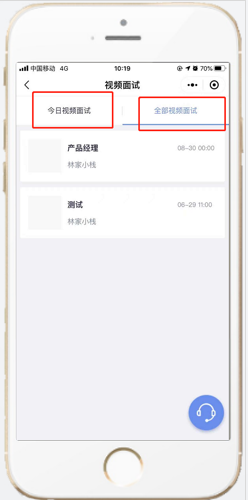 中国移动 4G 10:19 70%
视频面试
今日视频面试 全部视频面试
产品经理 08-30 00:00
林家小栈
测试 06-29 11:00
林家小栈